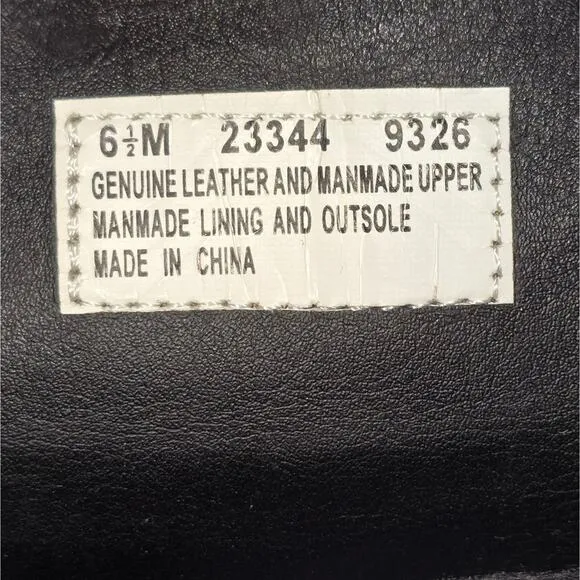 6½M 23344 9326
GENUINE LEATHER AND MANMADE UPPER
MANMADE LINING AND OUTSOLE
MADE IN CHINA